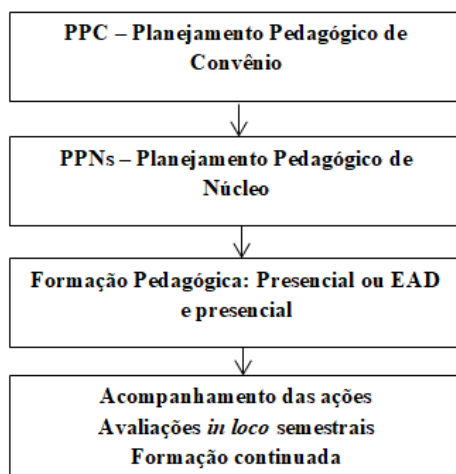 PPC – Planejamento Pedagógico de
Convênio
PPNs – Planejamento Pedagógico de
Núcleo
Formação Pedagógica: Presencial ou EAD
e presencial
Acompanhamento das ações
Avaliações in loco semestrais
Formação continuada